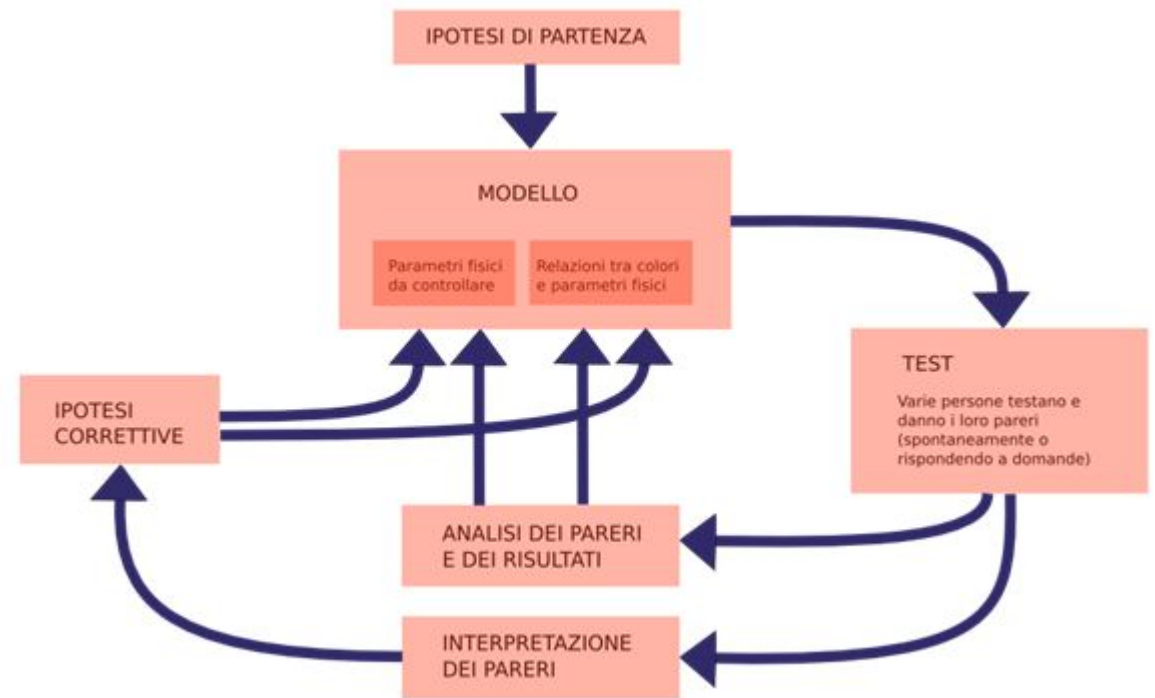 IPOTESI DI PARTENZA
MODELLO
Parametri fisici
da controllare
Relazioni tra colori
e parametri fisici
TEST
Varie persone testano e
danno i loro pareri
(spontaneamente o
rispondendo a domande)
IPOTESI
CORRETTIVE
ANALISI DEI PARERI
E DEI RISULTATI
INTERPRETAZIONE
DEI PARERI